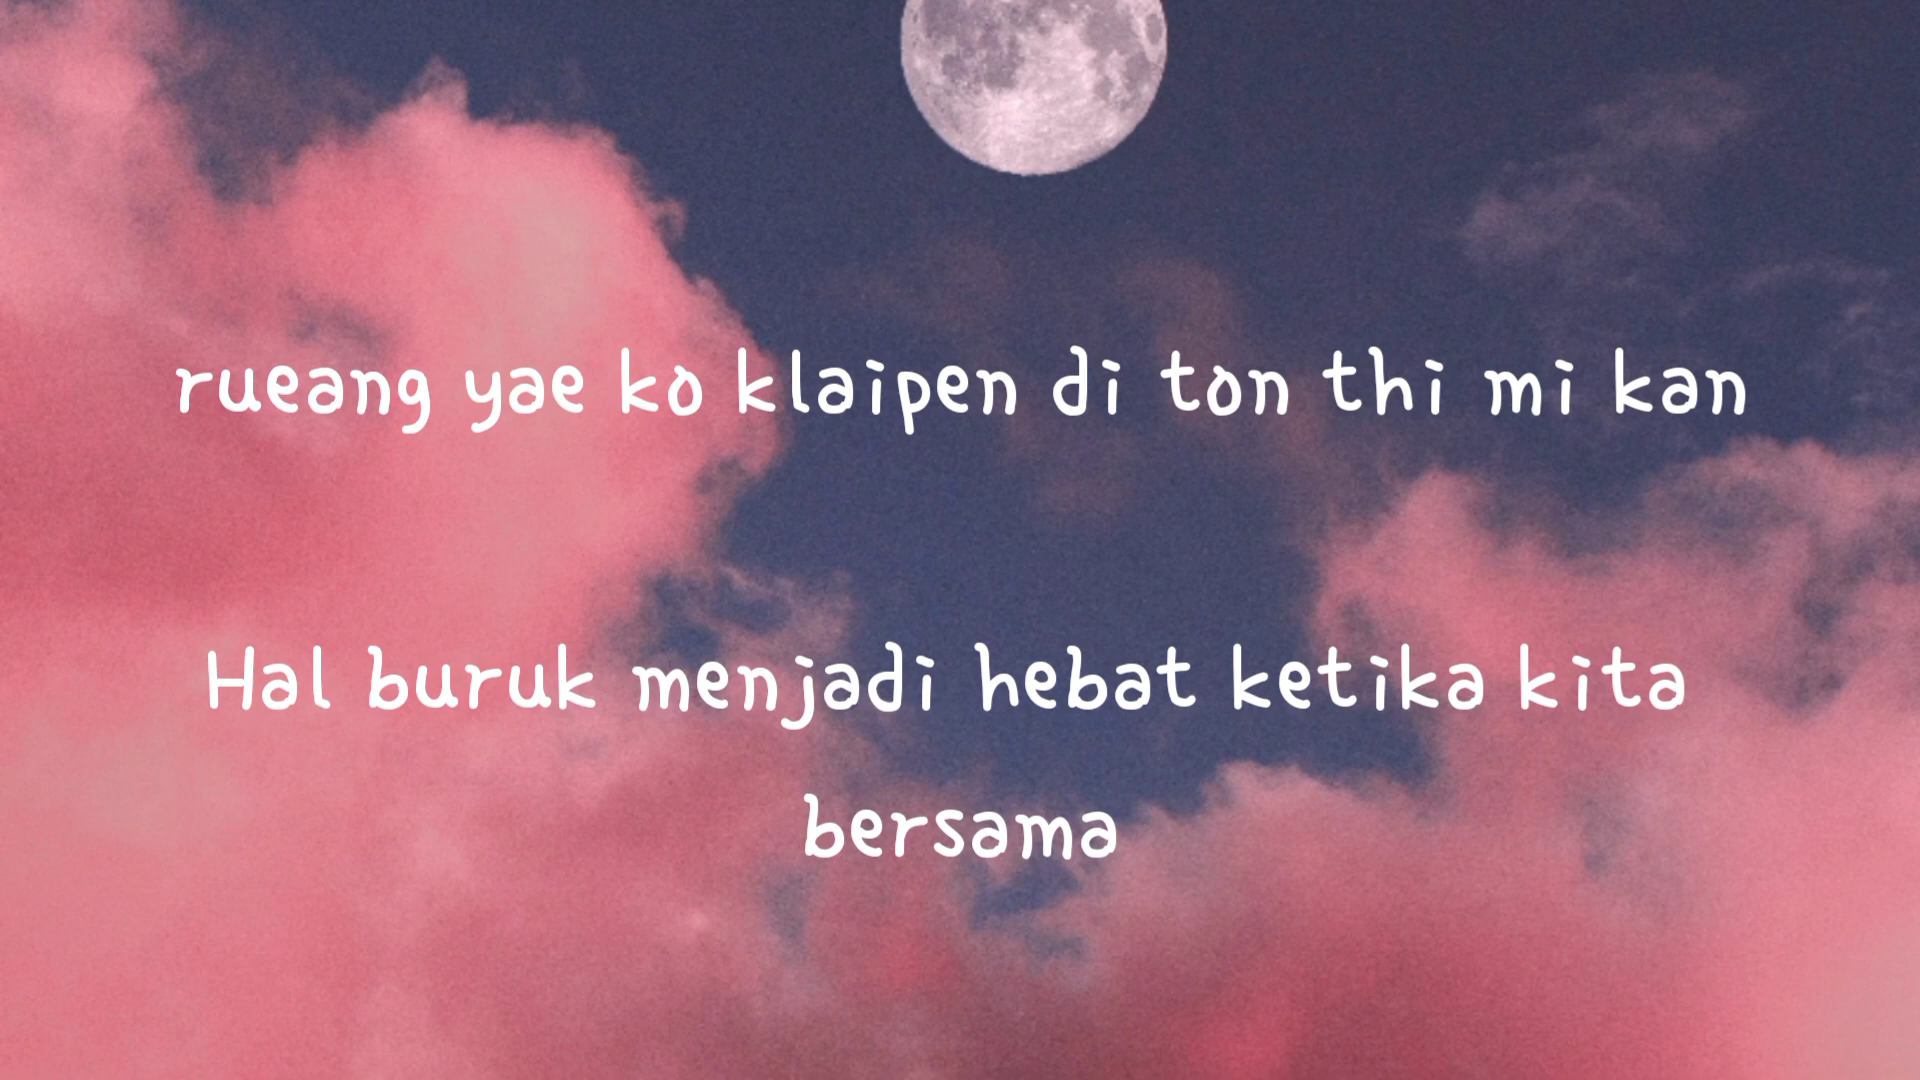 rueang yae ko klaipen di ton thi mi kan
Hal buruk menjadi hebat ketika kita
bersama